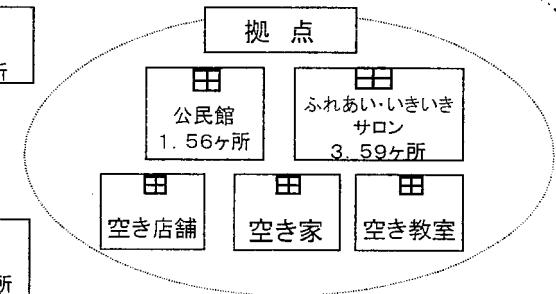 拠 点
公民館
1.56ヶ所
ふれあい・いきいき
サロン
3.59ヶ所
空き店舗
空き家
空き教室
所